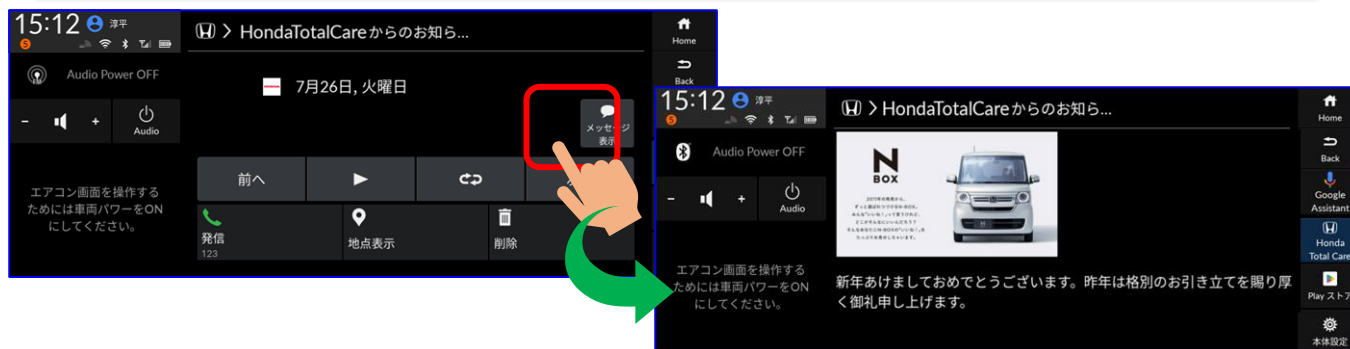 15:12 淳平
HondaTotalCareからのお知ら...
Home
Back
Audio Power OFF
7月26日, 火曜日
メッセージ
表示
- + Audio
前へ
エアコン画面を操作する
ためには車両パワーをON
にしてください。
発信
123
地点表示
削除
15:12 淳平
HondaTotalCareからのお知ら...
Home
Back
Google
Assistant
Honda
Total Care
Play ストア
本体設定
Audio Power OFF
- + Audio
エアコン画面を操作する
ためには車両パワーをON
にしてください。
N
BOX
新年あけましておめでとうございます。昨年は格別のお引き立てを賜り厚
く御礼申し上げます。